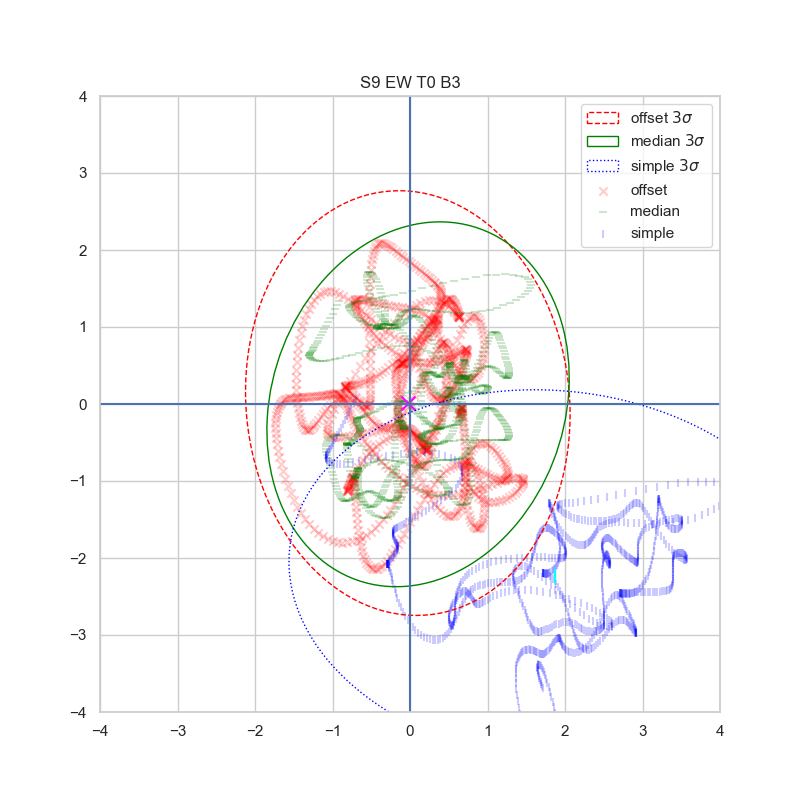 S9 EW T0 B3
4
3
2
1
0
−1
−2
−3
−4
−4 −3 −2 −1 0 1 2 3 4
offset 3σ
median 3σ
simple 3σ
offset
median
simple